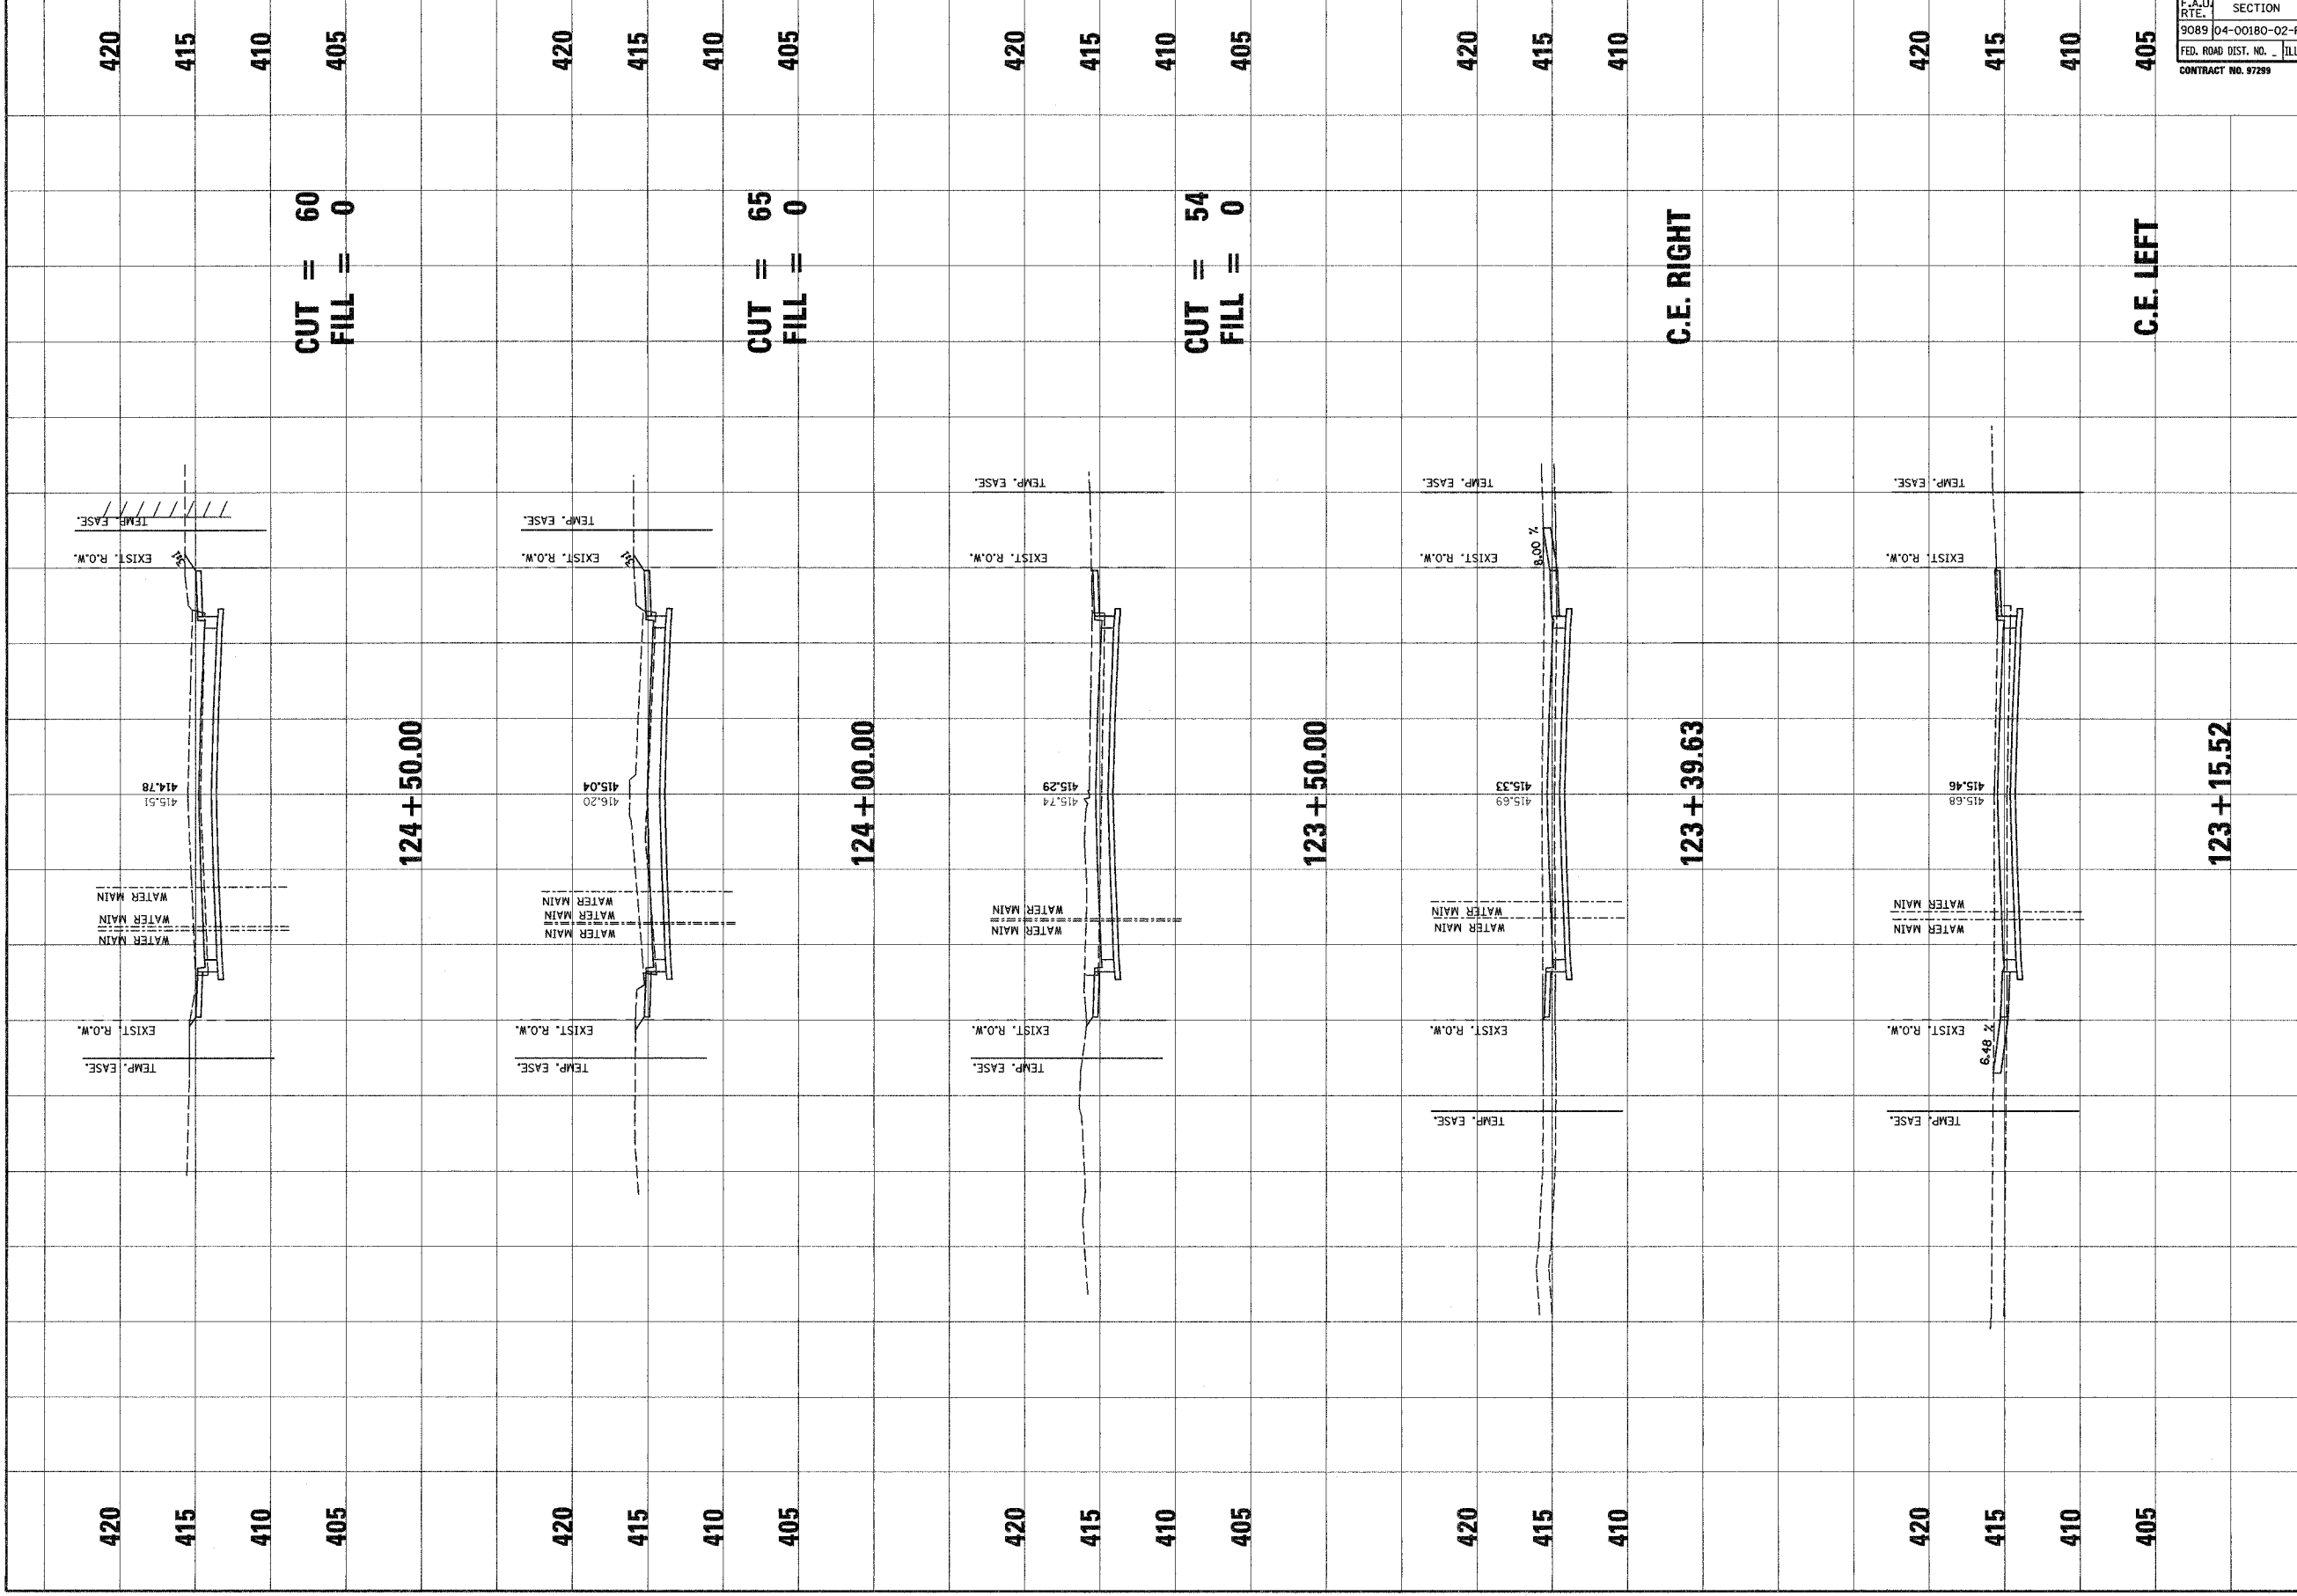 F.A.U. RTE. SECTION
9089 04-00180-02-
FED. ROAD DIST. NO. _ ILL
CONTRACT NO. 97299
420
415
410
405
CUT = 60
FILL = 0
TEMP. EASE.
EXIST. R.O.W.
3:1
414.78
415.51
WATER MAIN
WATER MAIN
WATER MAIN
EXIST. R.O.W.
TEMP. EASE.
124+50.00
420
415
410
405
420
415
410
405
CUT = 65
FILL = 0
TEMP. EASE.
EXIST. R.O.W.
3:1
415.04
416.20
WATER MAIN
WATER MAIN
WATER MAIN
EXIST. R.O.W.
TEMP. EASE.
124+00.00
420
415
410
405
420
415
410
405
CUT = 54
FILL = 0
TEMP. EASE.
EXIST. R.O.W.
415.29
415.74
WATER MAIN
WATER MAIN
EXIST. R.O.W.
TEMP. EASE.
123+50.00
420
415
410
405
420
415
410
C.E. RIGHT
TEMP. EASE.
8.00 %
EXIST. R.O.W.
415.33
415.69
WATER MAIN
WATER MAIN
EXIST. R.O.W.
TEMP. EASE.
123+39.63
420
415
410
420
415
410
405
C.E. LEFT
TEMP. EASE.
EXIST. R.O.W.
415.46
415.68
WATER MAIN
WATER MAIN
EXIST. R.O.W.
6.48 %
TEMP. EASE.
123+15.52
420
415
410
405